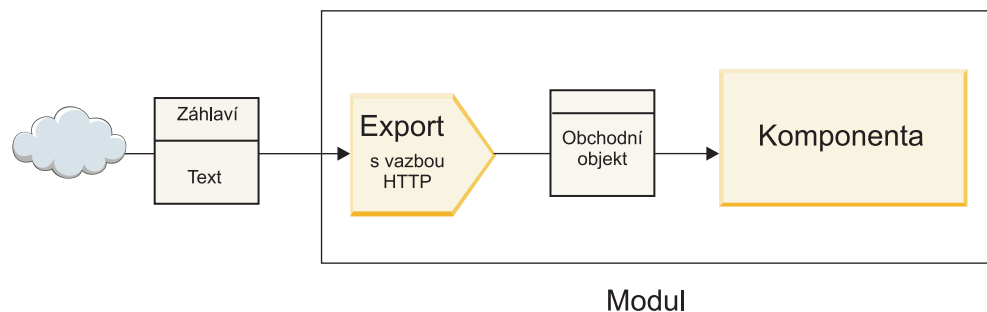 Záhlaví
Text
Export
s vazbou
HTTP
Obchodní
objekt
Komponenta
Modul